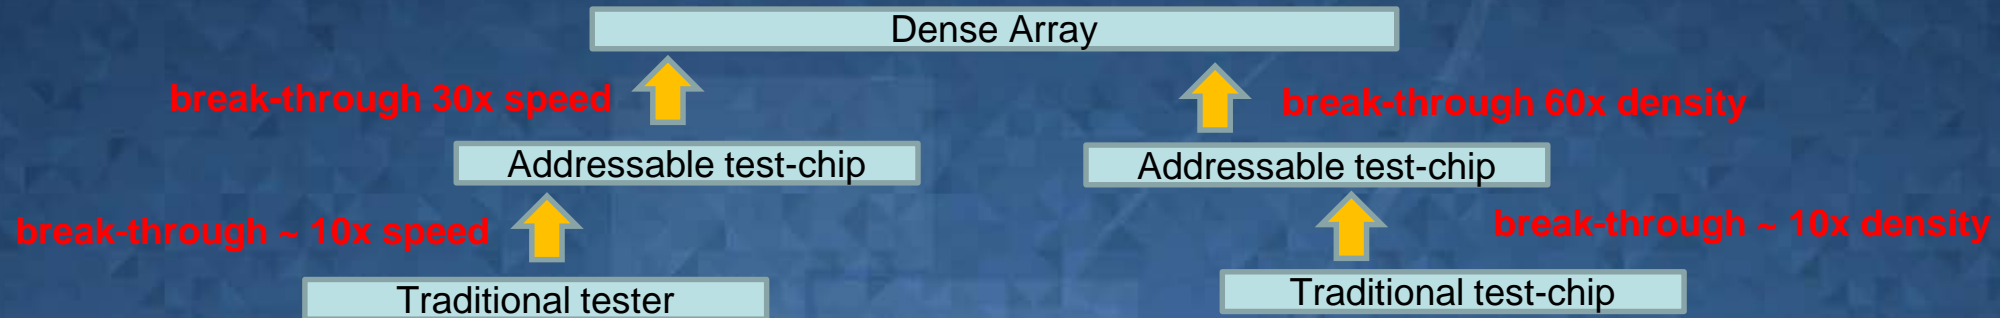 Dense Array
break-through 30x speed
break-through 60x density
Addressable test-chip
Addressable test-chip
break-through ~ 10x speed
break-through ~ 10x density
Traditional tester
Traditional test-chip